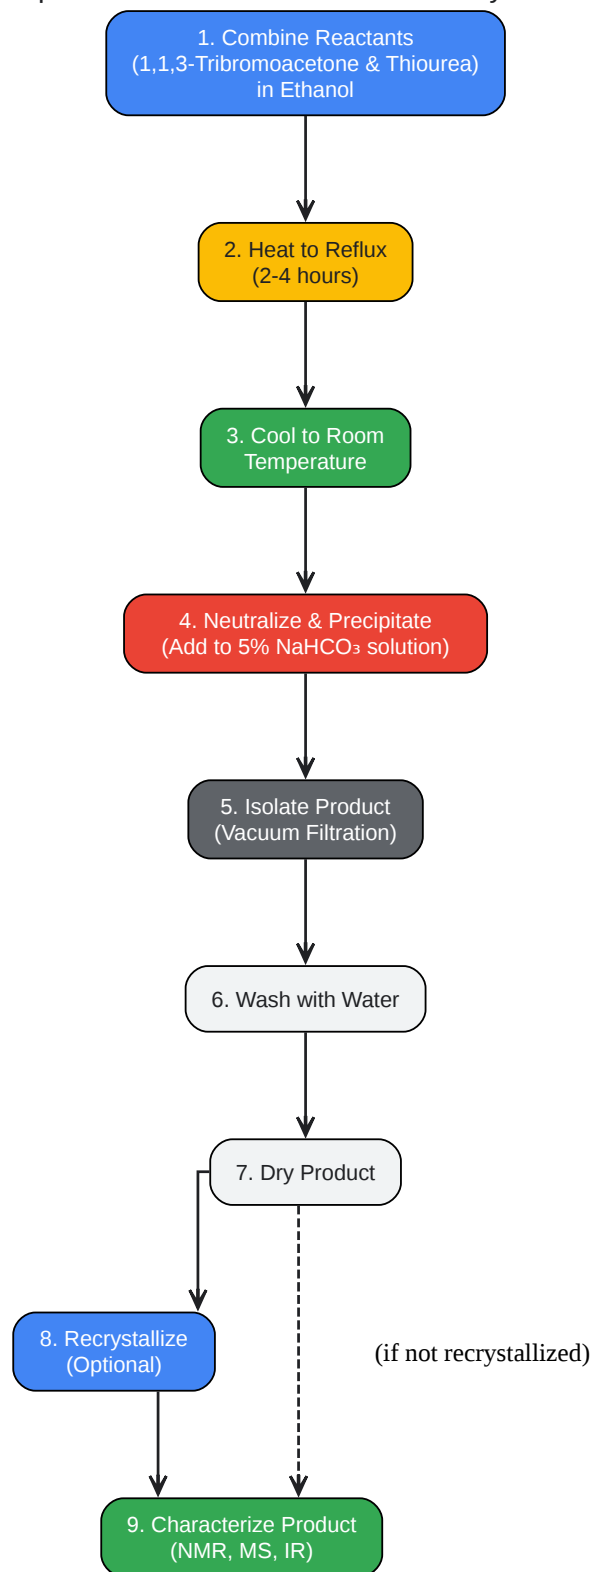 1. Combine Reactants
(1,1,3-Tribromoacetone & Thiourea)
in Ethanol
2. Heat to Reflux
(2-4 hours)
3. Cool to Room
Temperature
4. Neutralize & Precipitate
(Add to 5% NaHCO₃ solution)
5. Isolate Product
(Vacuum Filtration)
6. Wash with Water
7. Dry Product
8. Recrystallize
(Optional)
(if not recrystallized)
9. Characterize Product
(NMR, MS, IR)